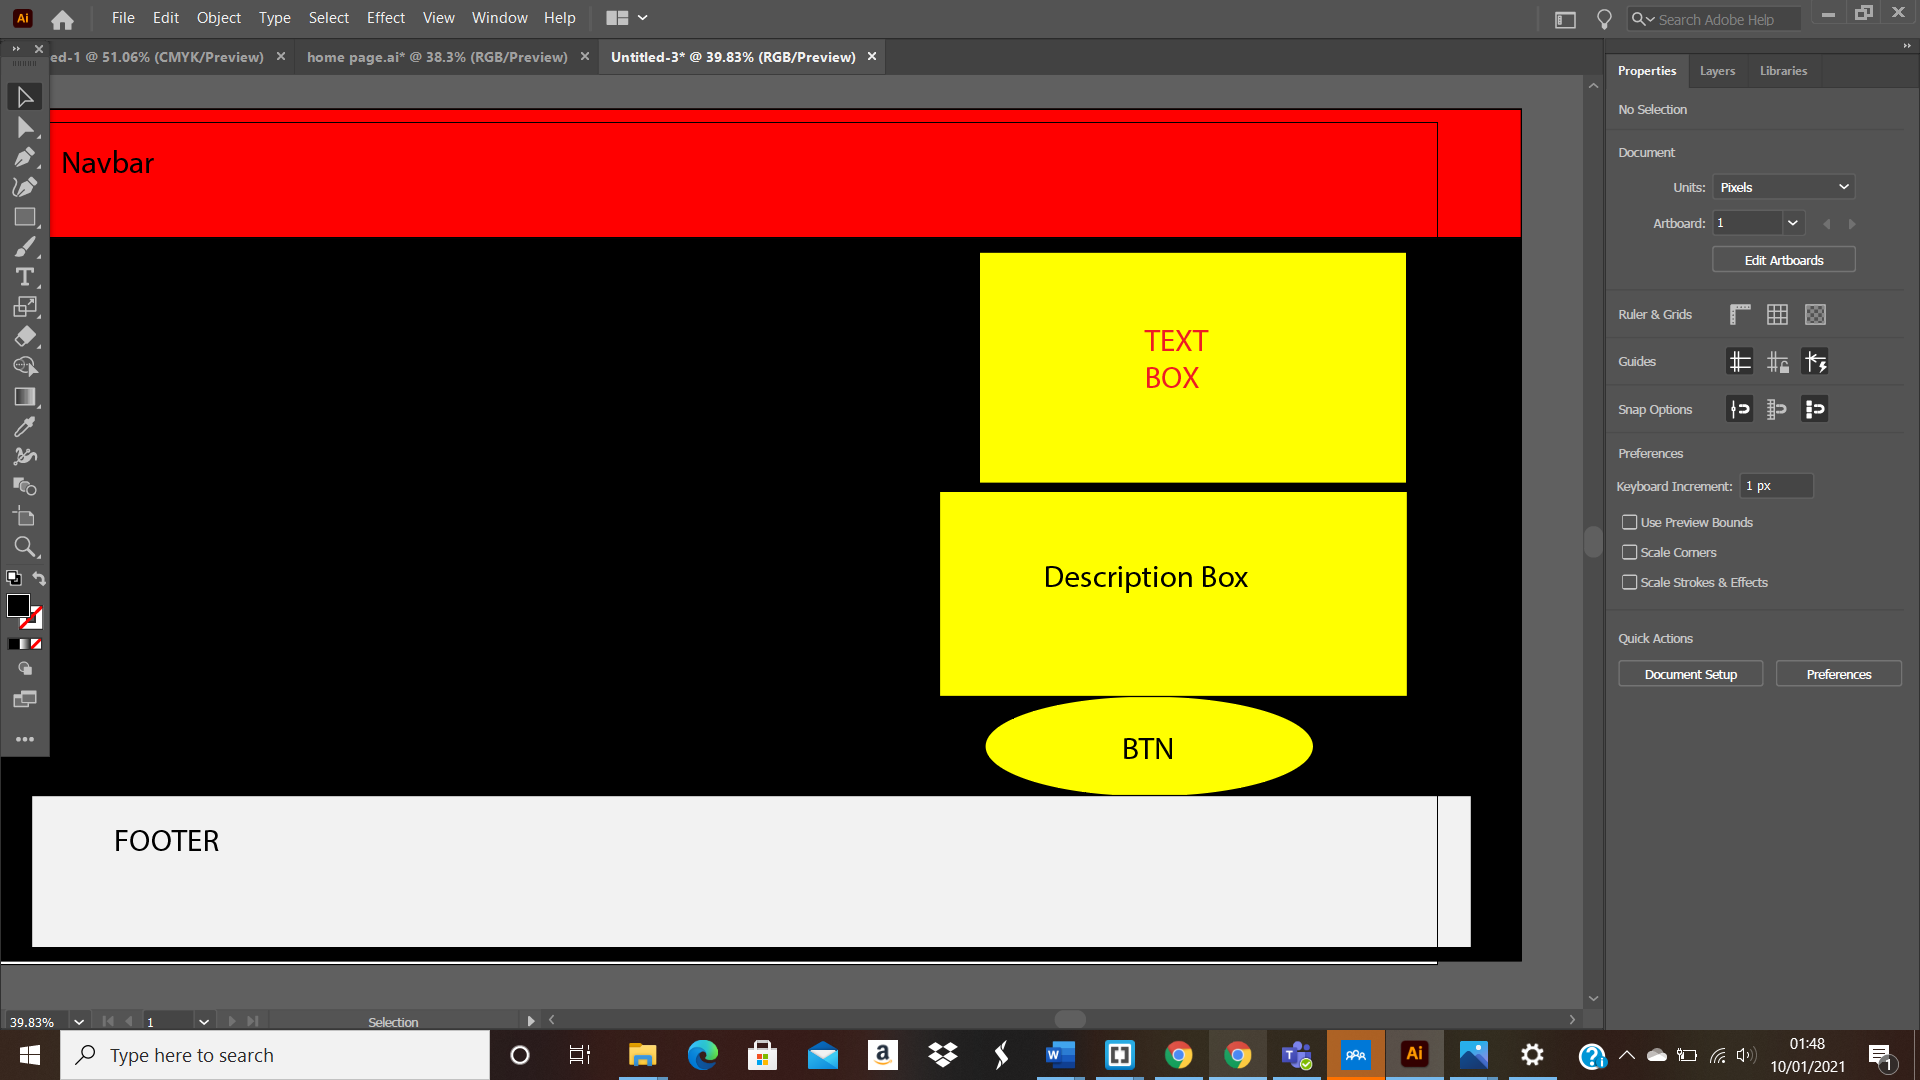 Ai File Edit Object Type Select Effect View Window Help Search Adobe Help
ed-1 @ 51.06% (CMYK/Preview) home page.ai* @ 38.3% (RGB/Preview) Untitled-3* @ 39.83% (RGB/Preview)
Properties Layers Libraries
No Selection
Document
Units: Pixels
Artboard: 1
Edit Artboards
Ruler & Grids
Guides
Snap Options
Preferences
Keyboard Increment: 1 px
Use Preview Bounds
Scale Corners
Scale Strokes & Effects
Quick Actions
Document Setup Preferences
Navbar
TEXT
BOX
Description Box
BTN
FOOTER
39.83% 1 Selection
Type here to search
Ai
01:48
10/01/2021
1